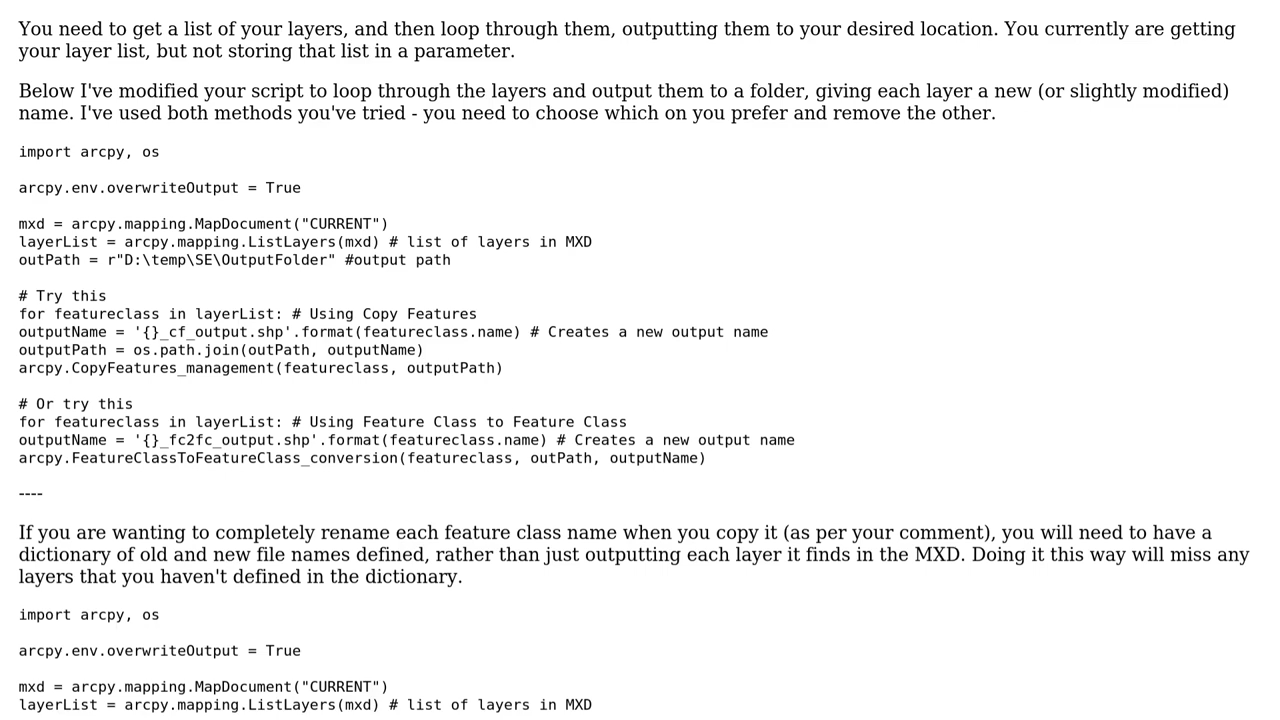 You need to get a list of your layers, and then loop through them, outputting them to your desired location. You currently are getting
your layer list, but not storing that list in a parameter.
Below I've modified your script to loop through the layers and output them to a folder, giving each layer a new (or slightly modified)
name. I've used both methods you've tried - you need to choose which on you prefer and remove the other.
import arcpy, os
arcpy.env.overwriteOutput = True
mxd = arcpy.mapping.MapDocument("CURRENT")
layerList = arcpy.mapping.ListLayers(mxd) # list of layers in MXD
outPath = r"D:\temp\SE\OutputFolder" #output path
# Try this
for featureclass in layerList: # Using Copy Features
outputName = '{}_cf_output.shp'.format(featureclass.name) # Creates a new output name
outputPath = os.path.join(outPath, outputName)
arcpy.CopyFeatures_management(featureclass, outputPath)
# Or try this
for featureclass in layerList: # Using Feature Class to Feature Class
outputName = '{}_fc2fc_output.shp'.format(featureclass.name) # Creates a new output name
arcpy.FeatureClassToFeatureClass_conversion(featureclass, outPath, outputName)
----
If you are wanting to completely rename each feature class name when you copy it (as per your comment), you will need to have a
dictionary of old and new file names defined, rather than just outputting each layer it finds in the MXD. Doing it this way will miss any
layers that you haven't defined in the dictionary.
import arcpy, os
arcpy.env.overwriteOutput = True
mxd = arcpy.mapping.MapDocument("CURRENT")
layerList = arcpy.mapping.ListLayers(mxd) # list of layers in MXD